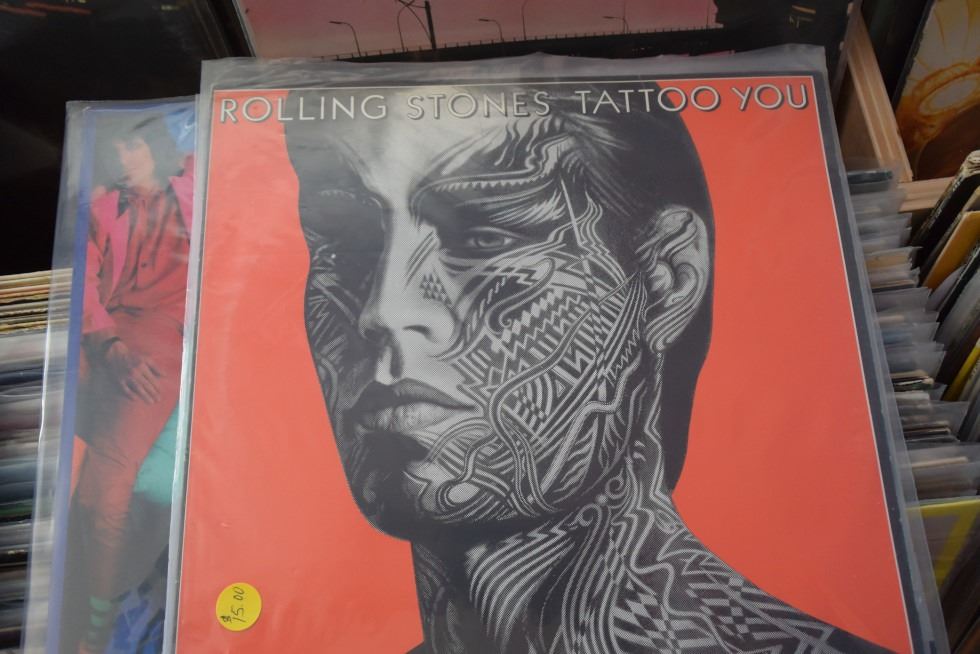 ROLLING STONES TATTOO YOU
$15.00